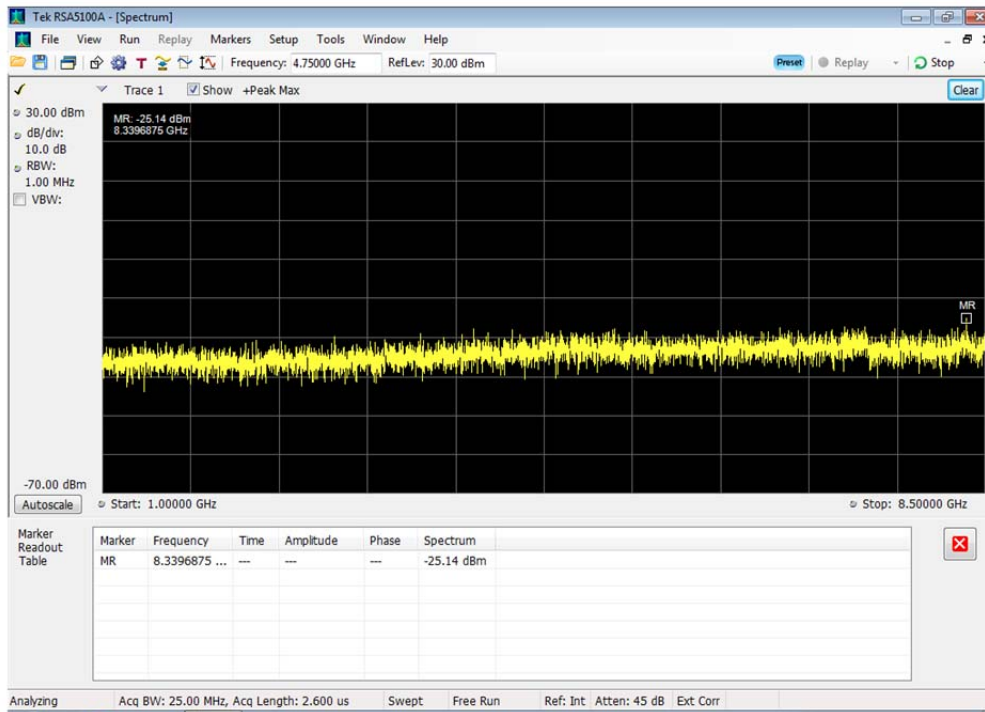 Tek RSA5100A - [Spectrum]
File View Run Replay Markers Setup Tools Window Help
Frequency: 4.75000 GHz RefLev: 30.00 dBm Preset Replay Stop
Trace 1 Show +Peak Max Clear
30.00 dBm
dB/div:
10.0 dB
RBW:
1.00 MHz
VBW:
MR: -25.14 dBm
8.3396875 GHz
MR
-70.00 dBm
Autoscale Start: 1.00000 GHz Stop: 8.50000 GHz
Marker
Readout
Table
Marker Frequency Time Amplitude Phase Spectrum
MR 8.3396875 ... --- --- --- -25.14 dBm
Analyzing Acq BW: 25.00 MHz, Acq Length: 2.600 us Swept Free Run Ref: Int Atten: 45 dB Ext Corr